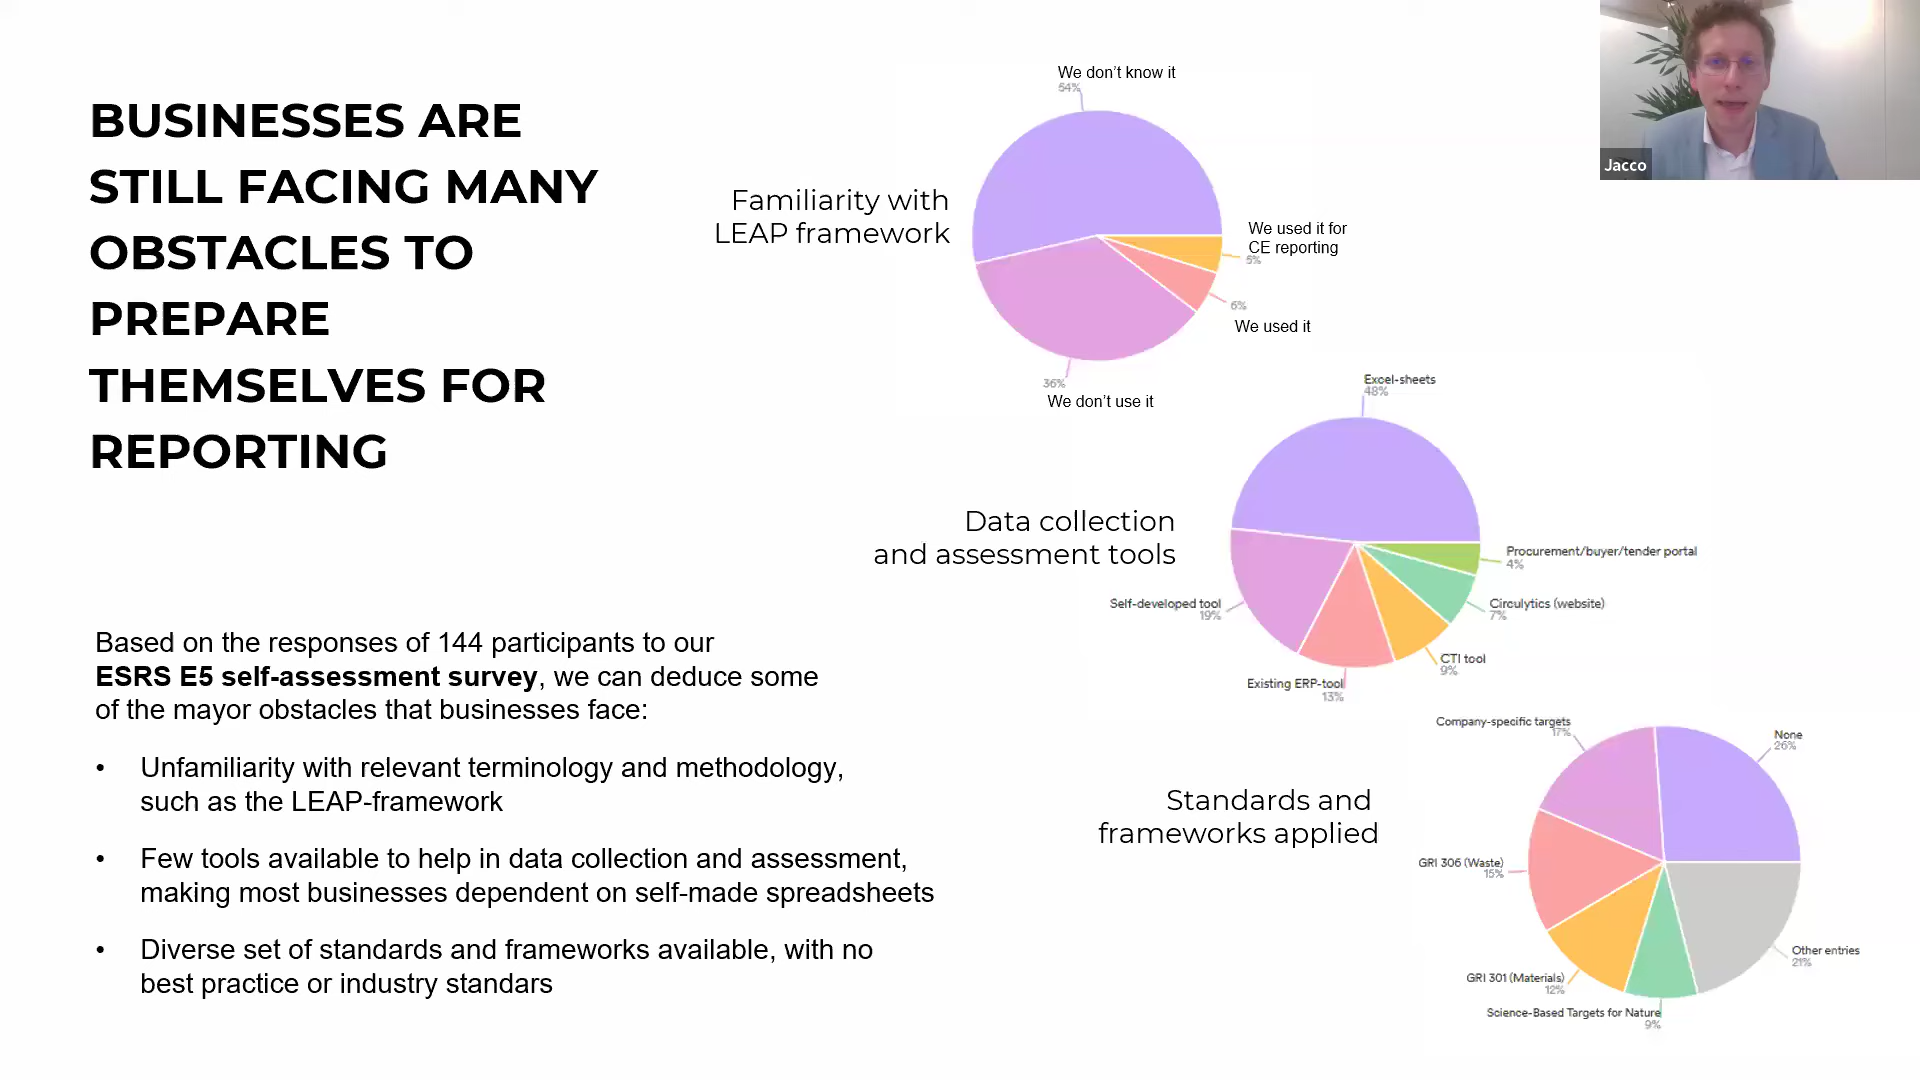 BUSINESSES ARE
STILL FACING MANY
OBSTACLES TO
PREPARE
THEMSELVES FOR
REPORTING
Based on the responses of 144 participants to our
ESRS E5 self-assessment survey, we can deduce some
of the mayor obstacles that businesses face:
• Unfamiliarity with relevant terminology and methodology,
such as the LEAP-framework
• Few tools available to help in data collection and assessment,
making most businesses dependent on self-made spreadsheets
• Diverse set of standards and frameworks available, with no
best practice or industry standars
Familiarity with
LEAP framework
We don't know it
54%
We used it for
CE reporting
5%
6%
We used it
36%
We don't use it
Data collection
and assessment tools
Excel-sheets
48%
Procurement/buyer/tender portal
4%
Circulytics (website)
7%
CTI tool
9%
Existing ERP-tool
13%
Self-developed tool
19%
Standards and
frameworks applied
Company-specific targets
17%
None
26%
GRI 306 (Waste)
15%
Other entries
21%
GRI 301 (Materials)
12%
Science-Based Targets for Nature
9%
Jacco